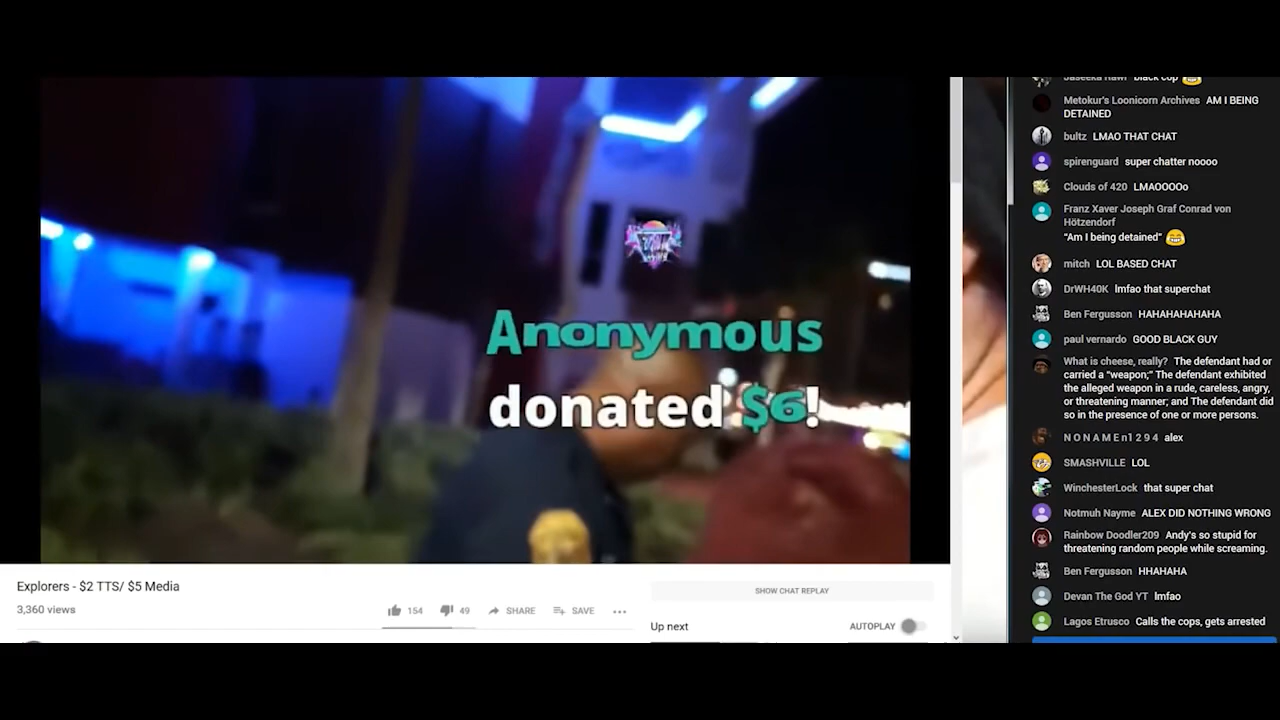 Anonymous
donated $6!
Explorers - $2 TTS/ $5 Media
3,360 views
154
49
SHARE
SAVE
SHOW CHAT REPLAY
Up next
AUTOPLAY
black cop
Metokur's Loonicorn Archives AM I BEING
DETAINED
bultz LMAO THAT CHAT
spirenguard super chatter noooo
Clouds of 420 LMAOOOOo
Franz Xaver Joseph Graf Conrad von
Hötzendorf
“Am I being detained” 😂
mitch LOL BASED CHAT
DrWH40K lmfao that superchat
Ben Fergusson HAHAHAHAHAHA
paul vernardo GOOD BLACK GUY
What is cheese, really? The defendant had or
carried a “weapon;” The defendant exhibited
the alleged weapon in a rude, careless, angry,
or threatening manner; and The defendant did
so in the presence of one or more persons.
N O N A M E n1 2 9 4 alex
SMASHVILLE LOL
WinchesterLock that super chat
Notmuh Nayme ALEX DID NOTHING WRONG
Rainbow Doodler209 Andy's so stupid for
threatening random people while screaming.
Ben Fergusson HHAHAHA
Devan The God YT lmfao
Lagos Etrusco Calls the cops, gets arrested